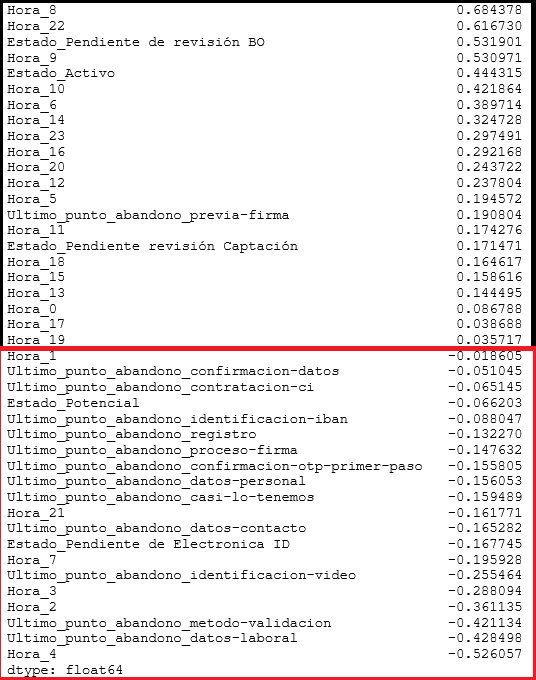 Hora_8 0.684378
Hora_22 0.616730
Estado_Pendiente de revisión BO 0.531901
Hora_9 0.530971
Estado_Activo 0.444315
Hora_10 0.421864
Hora_6 0.389714
Hora_14 0.324728
Hora_23 0.297491
Hora_16 0.292168
Hora_20 0.243722
Hora_12 0.237804
Hora_5 0.194572
Ultimo_punto_abandono_previa-firma 0.190804
Hora_11 0.174276
Estado_Pendiente revisión Captación 0.171471
Hora_18 0.164617
Hora_15 0.158616
Hora_13 0.144495
Hora_0 0.086788
Hora_17 0.038688
Hora_19 0.035717
Hora_1 -0.018605
Ultimo_punto_abandono_confirmacion-datos -0.051045
Ultimo_punto_abandono_contratacion-ci -0.065145
Estado_Potencial -0.066203
Ultimo_punto_abandono_identificacion-iban -0.088047
Ultimo_punto_abandono_registro -0.132270
Ultimo_punto_abandono_proceso-firma -0.147632
Ultimo_punto_abandono_confirmacion-otp-primer-paso -0.155805
Ultimo_punto_abandono_datos-personal -0.156053
Ultimo_punto_abandono_casi-lo-tenemos -0.159489
Hora_21 -0.161771
Ultimo_punto_abandono_datos-contacto -0.165282
Estado_Pendiente de Electronica ID -0.167745
Hora_7 -0.195928
Ultimo_punto_abandono_identificacion-video -0.255464
Hora_3 -0.288094
Hora_2 -0.361135
Ultimo_punto_abandono_metodo-validacion -0.421134
Ultimo_punto_abandono_datos-laboral -0.428498
Hora_4 -0.526057
dtype: float64